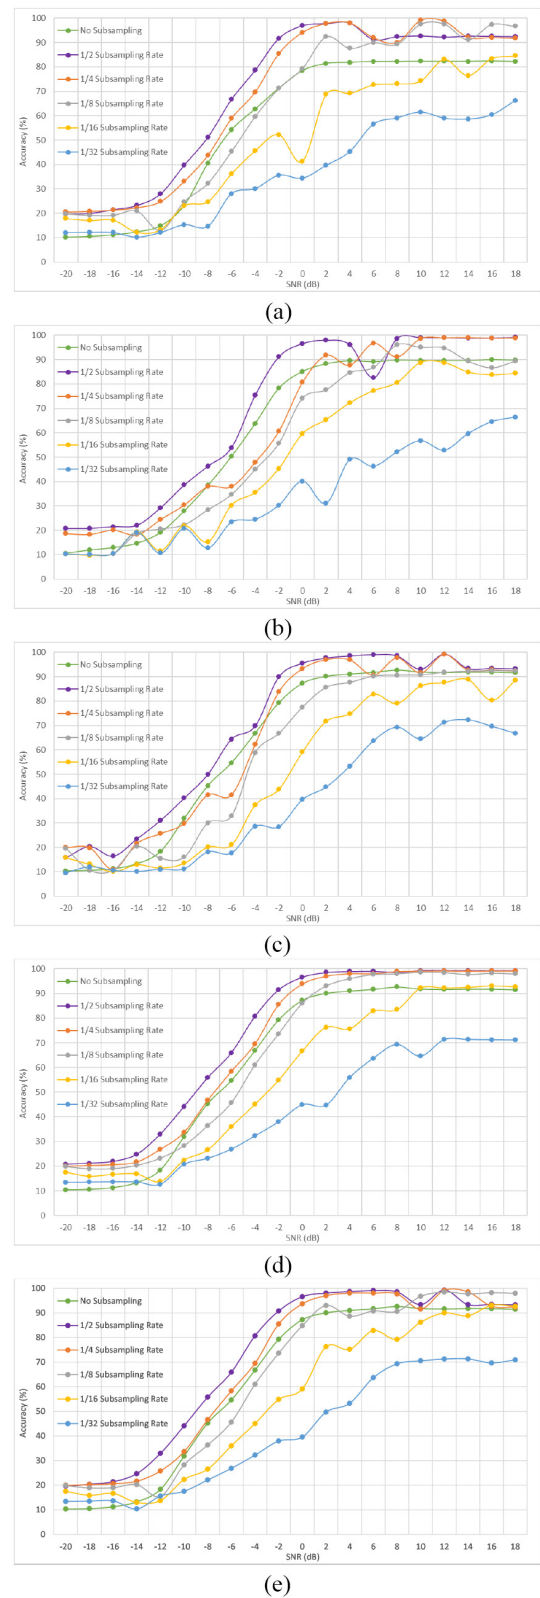 100
90
80
70
60
50
40
30
20
10
0
Accuracy (%)
No Subsampling
1/2 Subsampling Rate
1/4 Subsampling Rate
1/8 Subsampling Rate
1/16 Subsampling Rate
1/32 Subsampling Rate
-20 -18 -16 -14 -12 -10 -8 -6 -4 -2 0 2 4 6 8 10 12 14 16 18
SNR (dB)
(a)
100
90
80
70
60
50
40
30
20
10
0
Accuracy (%)
No Subsampling
1/2 Subsampling Rate
1/4 Subsampling Rate
1/8 Subsampling Rate
1/16 Subsampling Rate
1/32 Subsampling Rate
-20 -18 -16 -14 -12 -10 -8 -6 -4 -2 0 2 4 6 8 10 12 14 16 18
SNR (dB)
(b)
100
90
80
70
60
50
40
30
20
10
0
Accuracy (%)
No Subsampling
1/2 Subsampling Rate
1/4 Subsampling Rate
1/8 Subsampling Rate
1/16 Subsampling Rate
1/32 Subsampling Rate
-20 -18 -16 -14 -12 -10 -8 -6 -4 -2 0 2 4 6 8 10 12 14 16 18
SNR (dB)
(c)
100
90
80
70
60
50
40
30
20
10
0
Accuracy (%)
No Subsampling
1/2 Subsampling Rate
1/4 Subsampling Rate
1/8 Subsampling Rate
1/16 Subsampling Rate
1/32 Subsampling Rate
-20 -18 -16 -14 -12 -10 -8 -6 -4 -2 0 2 4 6 8 10 12 14 16 18
SNR (dB)
(d)
100
90
80
70
60
50
40
30
20
10
0
Accuracy (%)
No Subsampling
1/2 Subsampling Rate
1/4 Subsampling Rate
1/8 Subsampling Rate
1/16 Subsampling Rate
1/32 Subsampling Rate
-20 -18 -16 -14 -12 -10 -8 -6 -4 -2 0 2 4 6 8 10 12 14 16 18
SNR (dB)
(e)